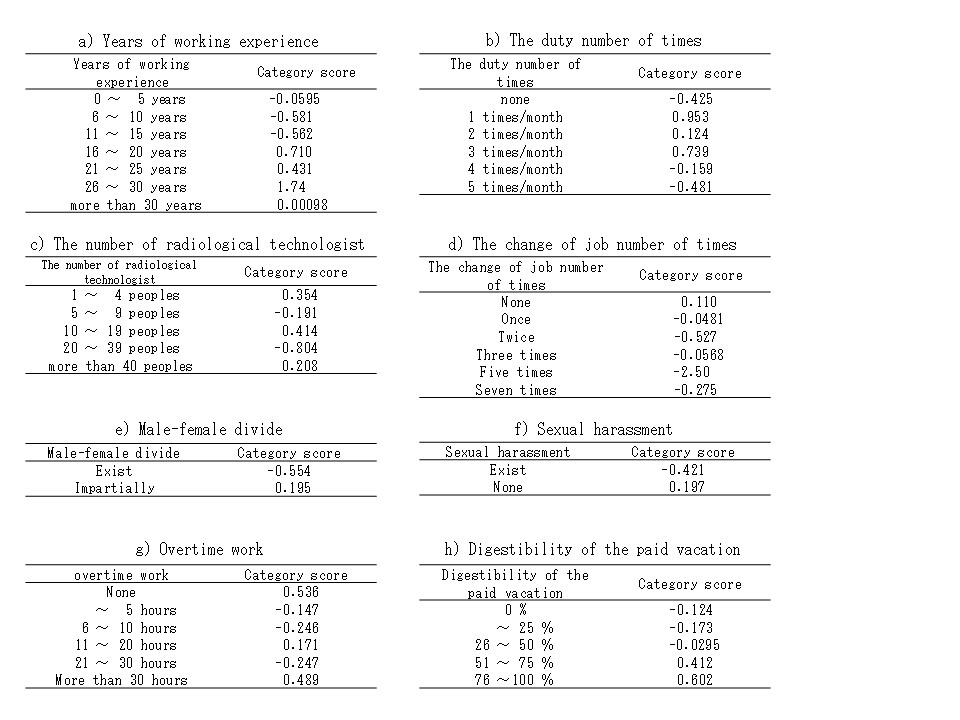 a) Years of working experience
Years of working
experience
Category score
0 ～ 5 years -0.0595
6 ～ 10 years -0.581
11 ～ 15 years -0.562
16 ～ 20 years 0.710
21 ～ 25 years 0.431
26 ～ 30 years 1.74
more than 30 years 0.00098
b) The duty number of times
The duty number of
times
Category score
none -0.425
1 times/month 0.953
2 times/month 0.124
3 times/month 0.739
4 times/month -0.159
5 times/month -0.481
c) The number of radiological technologist
The number of radiological
technologist
Category score
1 ～ 4 peoples 0.354
5 ～ 9 peoples -0.191
10 ～ 19 peoples 0.414
20 ～ 39 peoples -0.804
more than 40 peoples 0.208
d) The change of job number of times
The change of job number
of times
Category score
None 0.110
Once -0.0481
Twice -0.527
Three times -0.0568
Five times -2.50
Seven times -0.275
e) Male-female divide
Male-female divide Category score
Exist -0.554
Impartially 0.195
f) Sexual harassment
Sexual harassment Category score
Exist -0.421
None 0.197
g) Overtime work
overtime work Category score
None 0.536
～ 5 hours -0.147
6 ～ 10 hours -0.246
11 ～ 20 hours 0.171
21 ～ 30 hours -0.247
More than 30 hours 0.489
h) Digestibility of the paid vacation
Digestibility of the
paid vacation
Category score
0 % -0.124
～ 25 % -0.173
26 ～ 50 % -0.0295
51 ～ 75 % 0.412
76 ～100 % 0.602